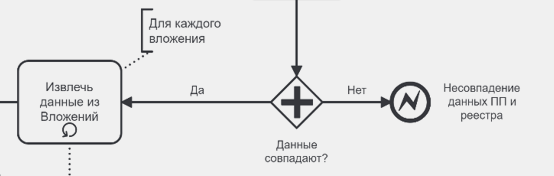 Для каждого
вложения
Извлечь
данные из
Вложений
Да
Нет
Данные
совпадают?
Несовпадение
данных ПП и
реестра